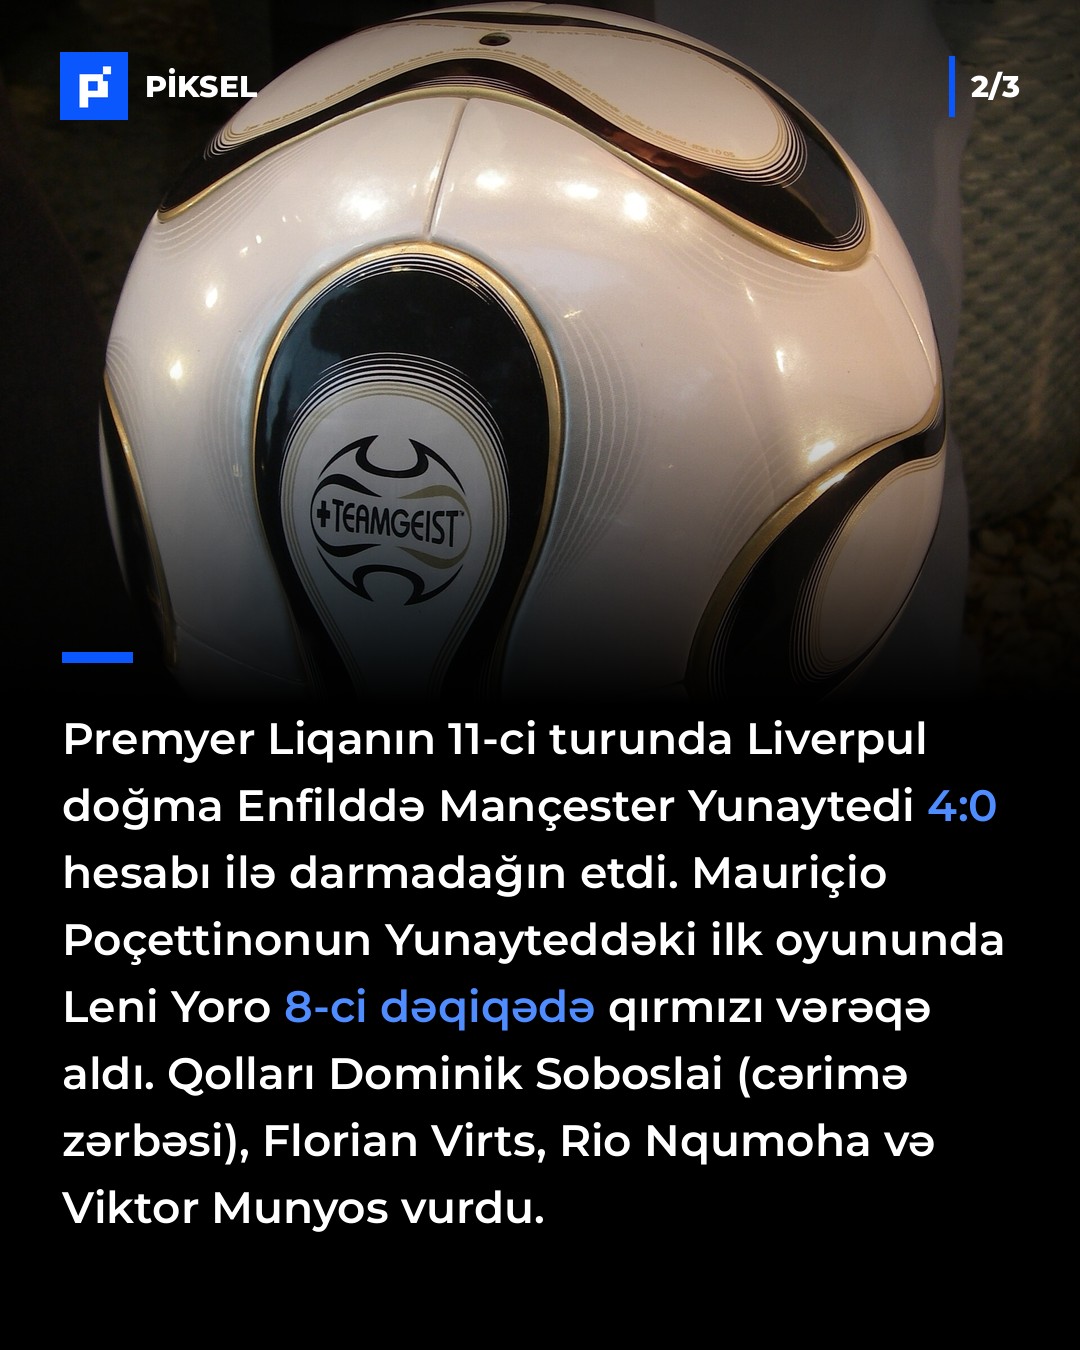 PİKSEL
2/3
+TEAMGEIST
Premyer Liqanın 11-ci turunda Liverpul
doğma Enfilddə Mançester Yunaytedi 4:0
hesabı ilə darmadağın etdi. Mauriçio
Poçettinonun Yunayteddəki ilk oyununda
Leni Yoro 8-ci dəqiqədə qırmızı vərəqə
aldı. Qolları Dominik Soboslai (cərimə
zərbəsi), Florian Virts, Rio Nqumoha və
Viktor Munyos vurdu.